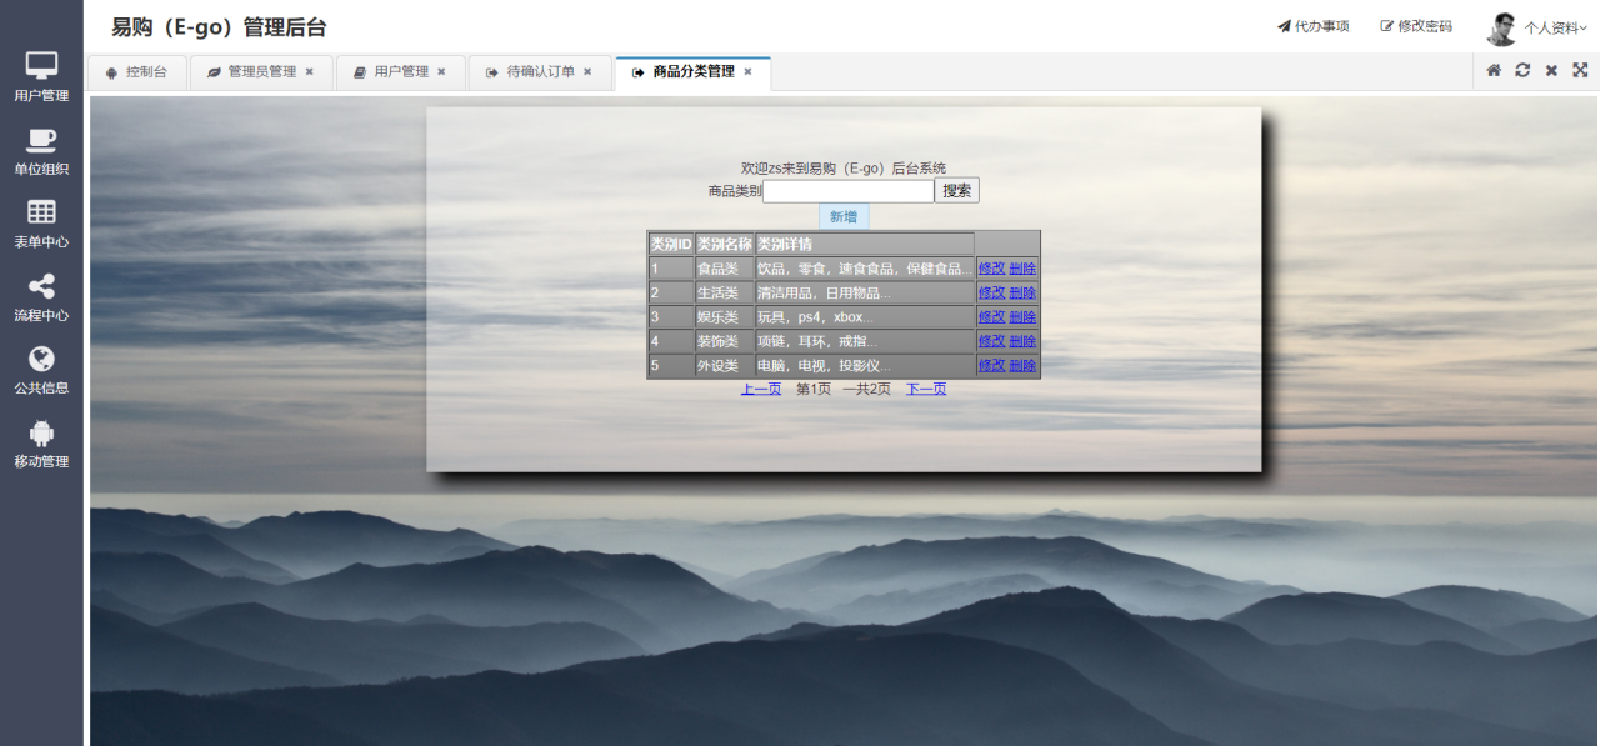 易购（E-go）管理后台
代办事项 修改密码 个人资料
控制台 管理员管理 用户管理 待确认订单 商品分类管理
用户管理
单位组织
表单中心
流程中心
公共信息
移动管理
欢迎zs来到易购（E-go）后台系统
商品类别 搜索
新增
类别ID 类别名称 类别详情
1 食品类 饮品，零食，速食食品，保健食品... 修改 删除
2 生活类 清洁用品，日用物品... 修改 删除
3 娱乐类 玩具，ps4，xbox... 修改 删除
4 装饰类 项链，耳环，戒指... 修改 删除
5 外设类 电脑，电视，投影仪... 修改 删除
上一页 第1页 一共2页 下一页